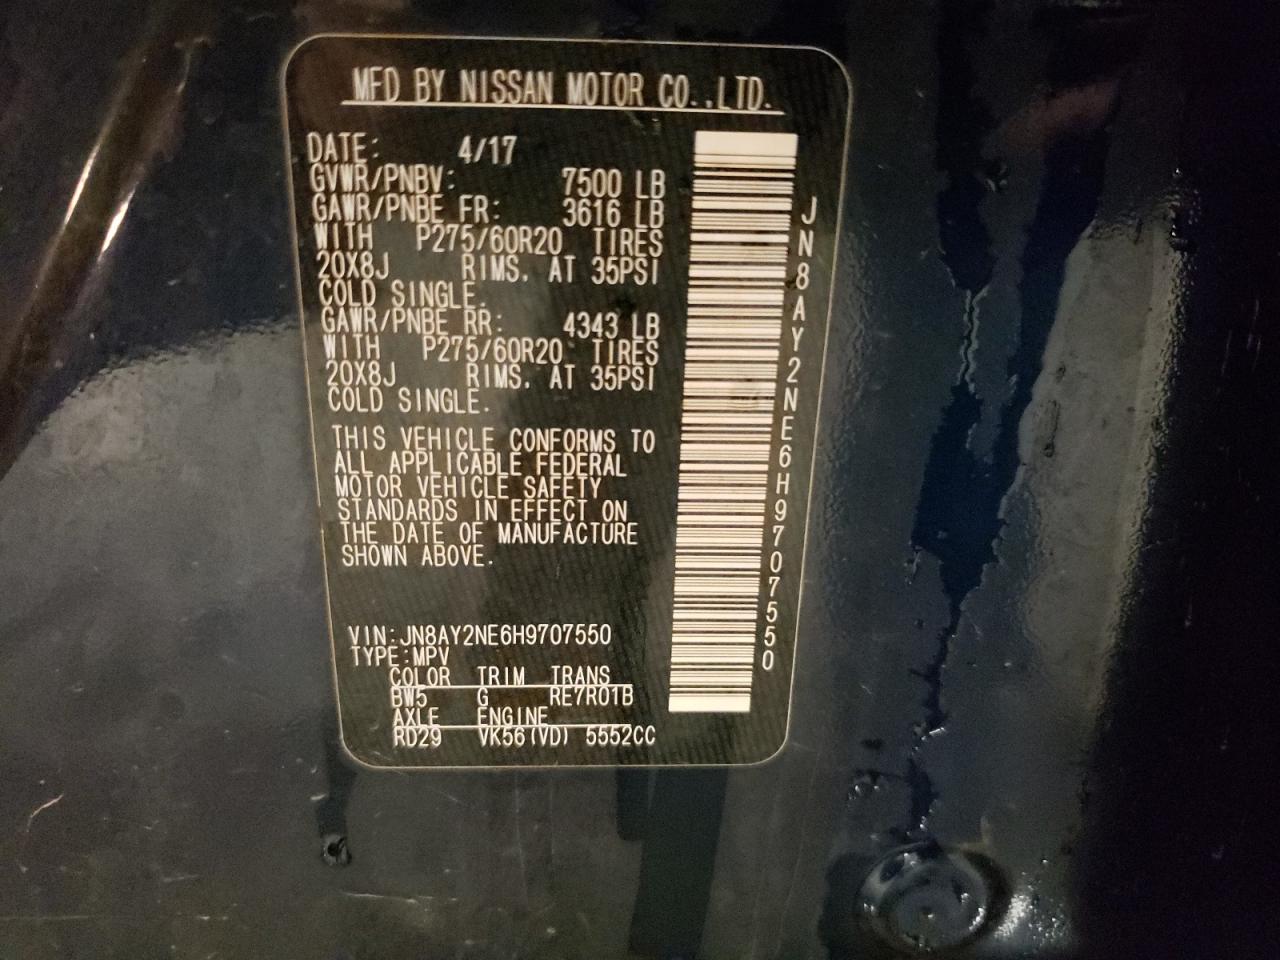 MFD BY NISSAN MOTOR CO.,LTD.
DATE: 4/17
GVWR/PNBV: 7500 LB
GAWR/PNBE FR: 3616 LB
WITH P275/60R20 TIRES
20X8J RIMS. AT 35PSI
COLD SINGLE.
GAWR/PNBE RR: 4343 LB
WITH P275/60R20 TIRES
20X8J RIMS. AT 35PSI
COLD SINGLE.
THIS VEHICLE CONFORMS TO
ALL APPLICABLE FEDERAL
MOTOR VEHICLE SAFETY
STANDARDS IN EFFECT ON
THE DATE OF MANUFACTURE
SHOWN ABOVE.
VIN:JN8AY2NE6H9707550
TYPE:MPV
COLOR TRIM TRANS
BW5 G RE7R01B
AXLE ENGINE
RD29 VK56(VD) 5552CC
JN8AY2NE6H9707550